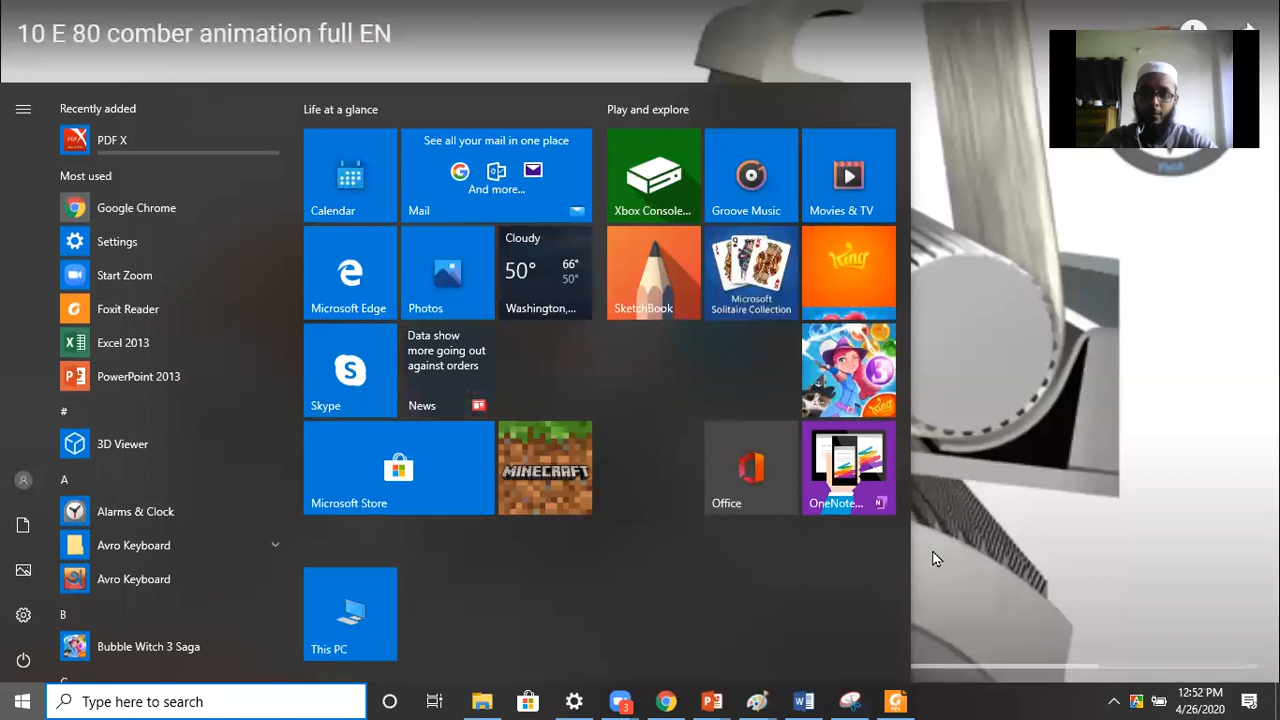 10 E 80 comber animation full EN
Recently added
PDF X
Most used
Google Chrome
Settings
Start Zoom
Foxit Reader
Excel 2013
PowerPoint 2013
#
3D Viewer
A
Alarms & Clock
Avro Keyboard
Avro Keyboard
B
Bubble Witch 3 Saga
Life at a glance
Calendar
See all your mail in one place
And more...
Mail
Microsoft Edge
Photos
Cloudy
50° 66°
50°
Washington,...
Skype
Data show
more going out
against orders
News
Microsoft Store
MINECRAFT
This PC
Play and explore
Xbox Console...
Groove Music
Movies & TV
SketchBook
Microsoft
Solitaire Collection
King
3
King
Office
OneNote...
Type here to search
3
12:52 PM
4/26/2020